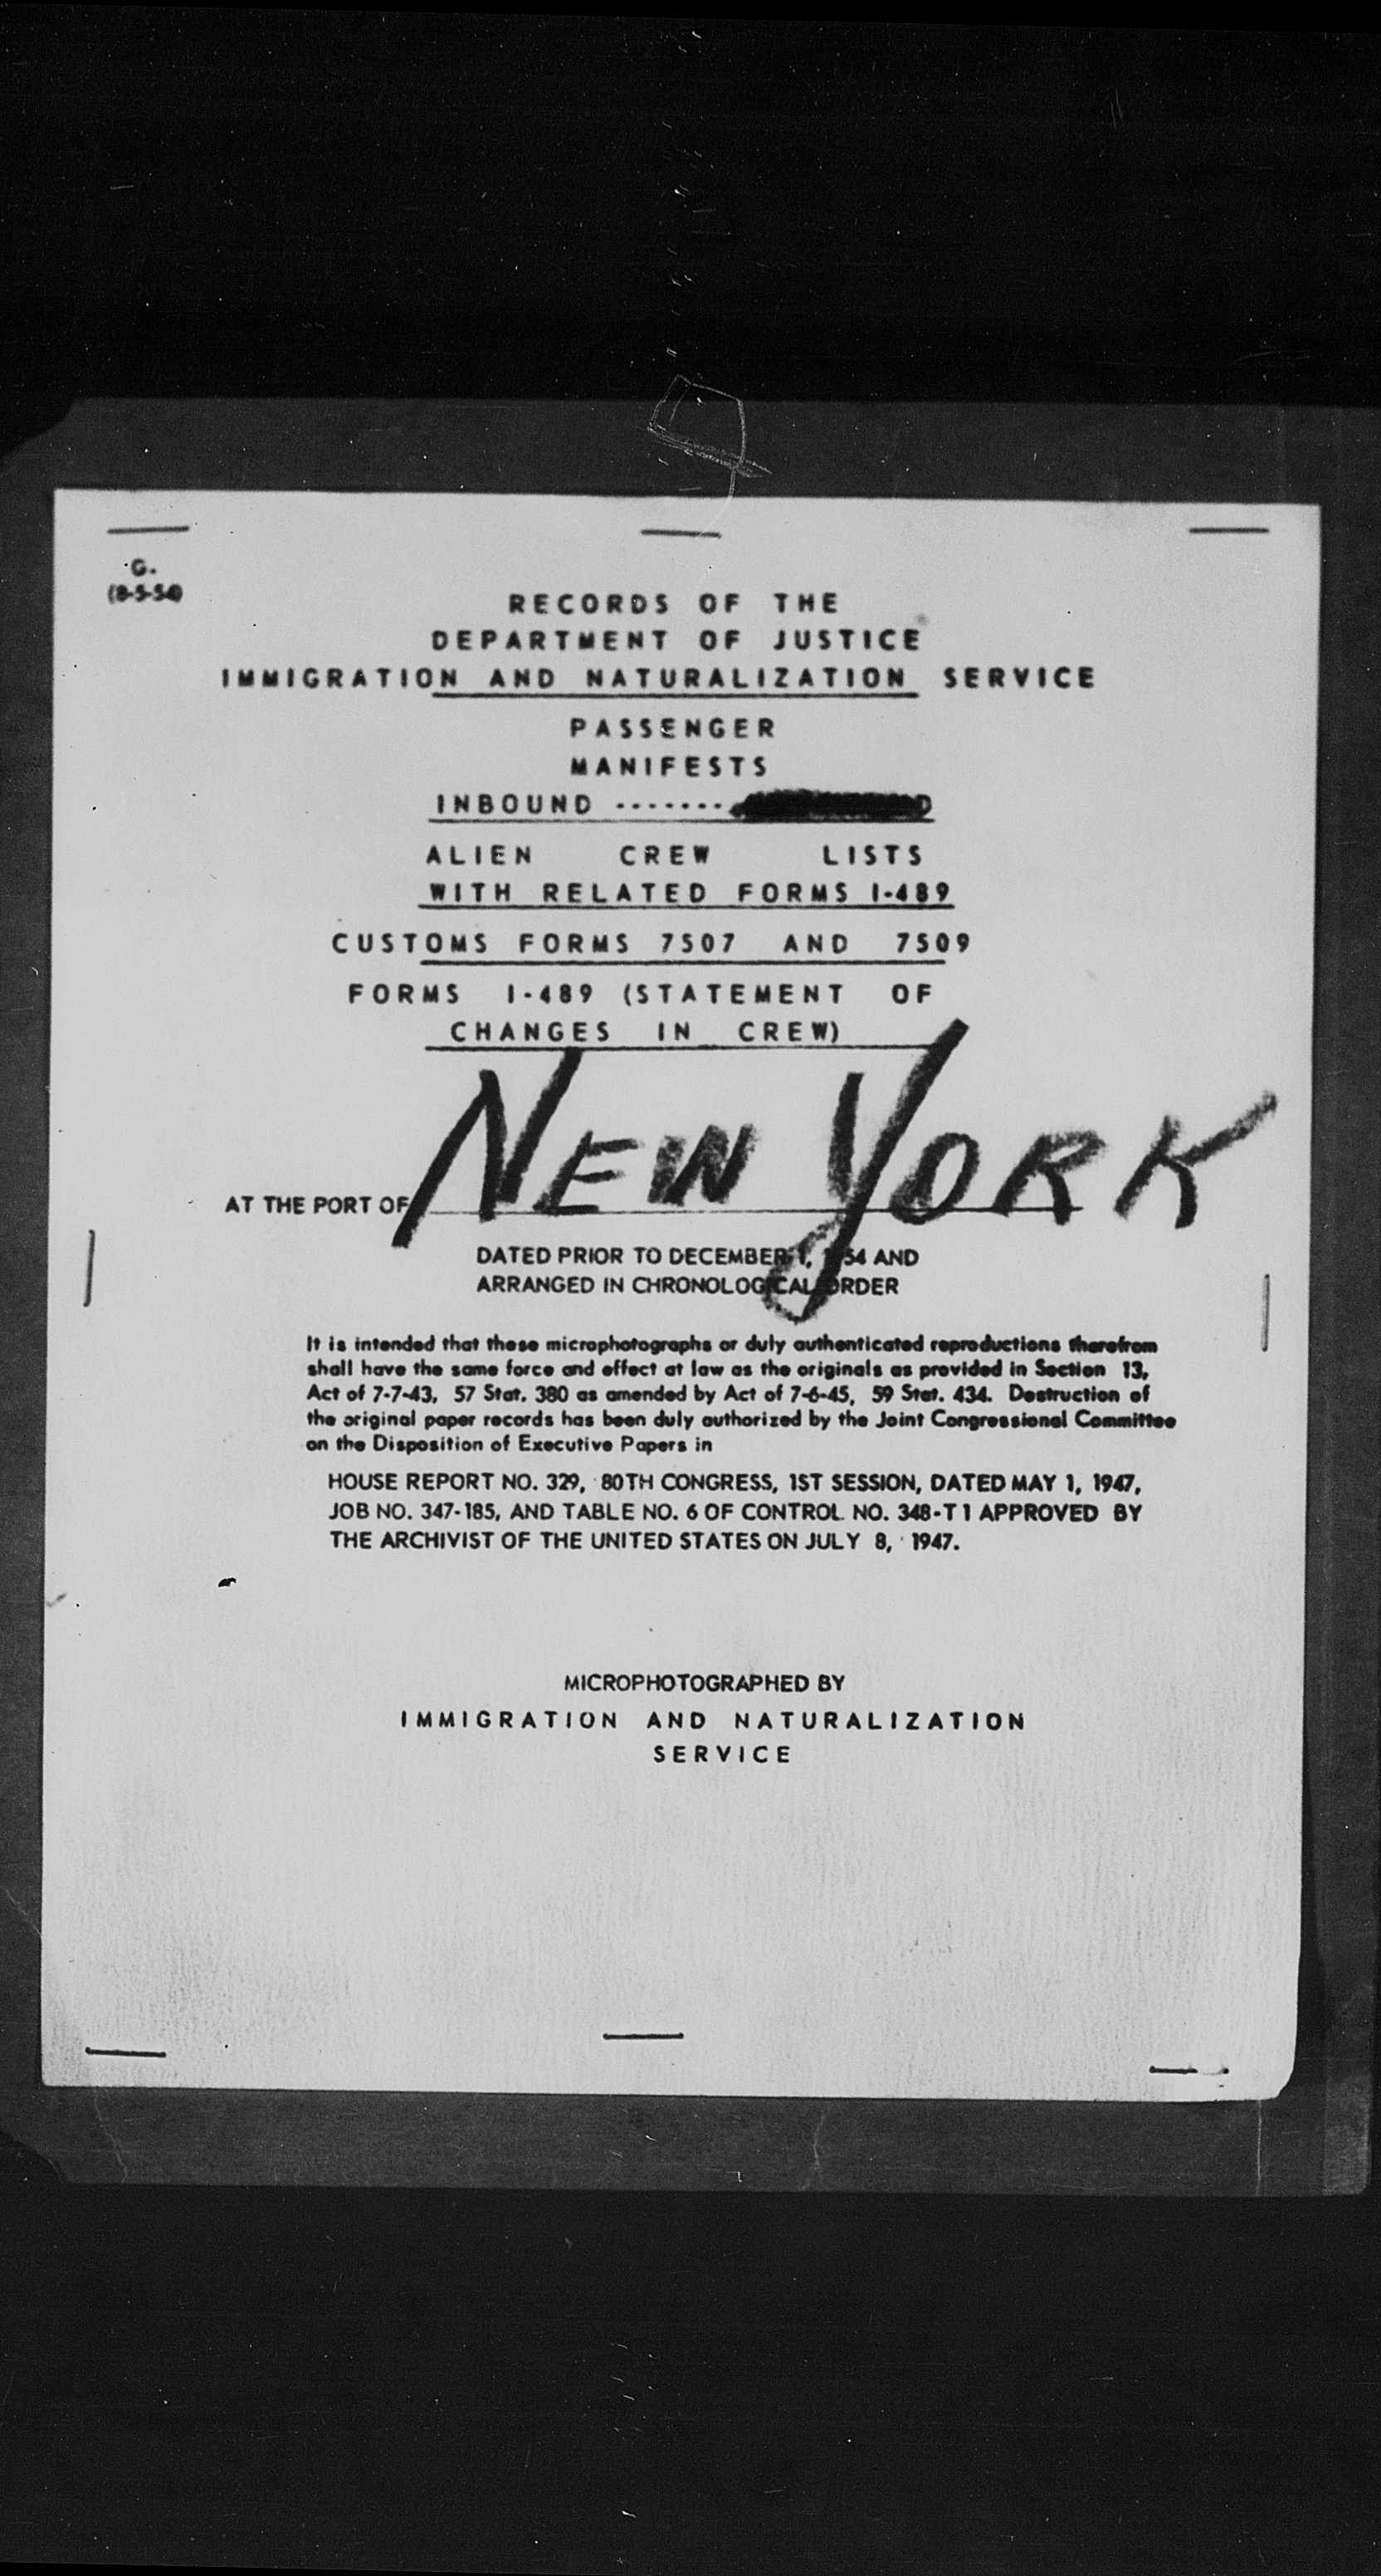 G.
(8-5-54)
RECORDS OF THE
DEPARTMENT OF JUSTICE
IMMIGRATION AND NATURALIZATION SERVICE
PASSENGER
MANIFESTS
INBOUND .......
ALIEN CREW LISTS
WITH RELATED FORMS I-489
CUSTOMS FORMS 7507 AND 7509
FORMS I-489 (STATEMENT OF
CHANGES IN CREW)
AT THE PORT OF NEW YORK
DATED PRIOR TO DECEMBER 1, 1954 AND
ARRANGED IN CHRONOLOGICAL ORDER
It is intended that these microphotographs or duly authenticated reproductions therefrom
shall have the same force and effect at law as the originals as provided in Section 13,
Act of 7-7-43, 57 Stat. 380 as amended by Act of 7-6-45, 59 Stat. 434. Destruction of
the original paper records has been duly authorized by the Joint Congressional Committee
on the Disposition of Executive Papers in
HOUSE REPORT NO. 329, 80TH CONGRESS, 1ST SESSION, DATED MAY 1, 1947,
JOB NO. 347-185, AND TABLE NO. 6 OF CONTROL NO. 348-T1 APPROVED BY
THE ARCHIVIST OF THE UNITED STATES ON JULY 8, 1947.
MICROPHOTOGRAPHED BY
IMMIGRATION AND NATURALIZATION
SERVICE